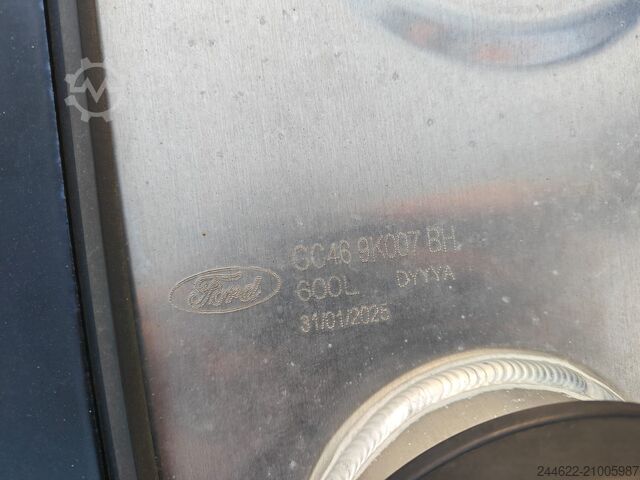 GC46 9K007 BH
Ford
600L DYYYA
31/01/2025
244622-21005987